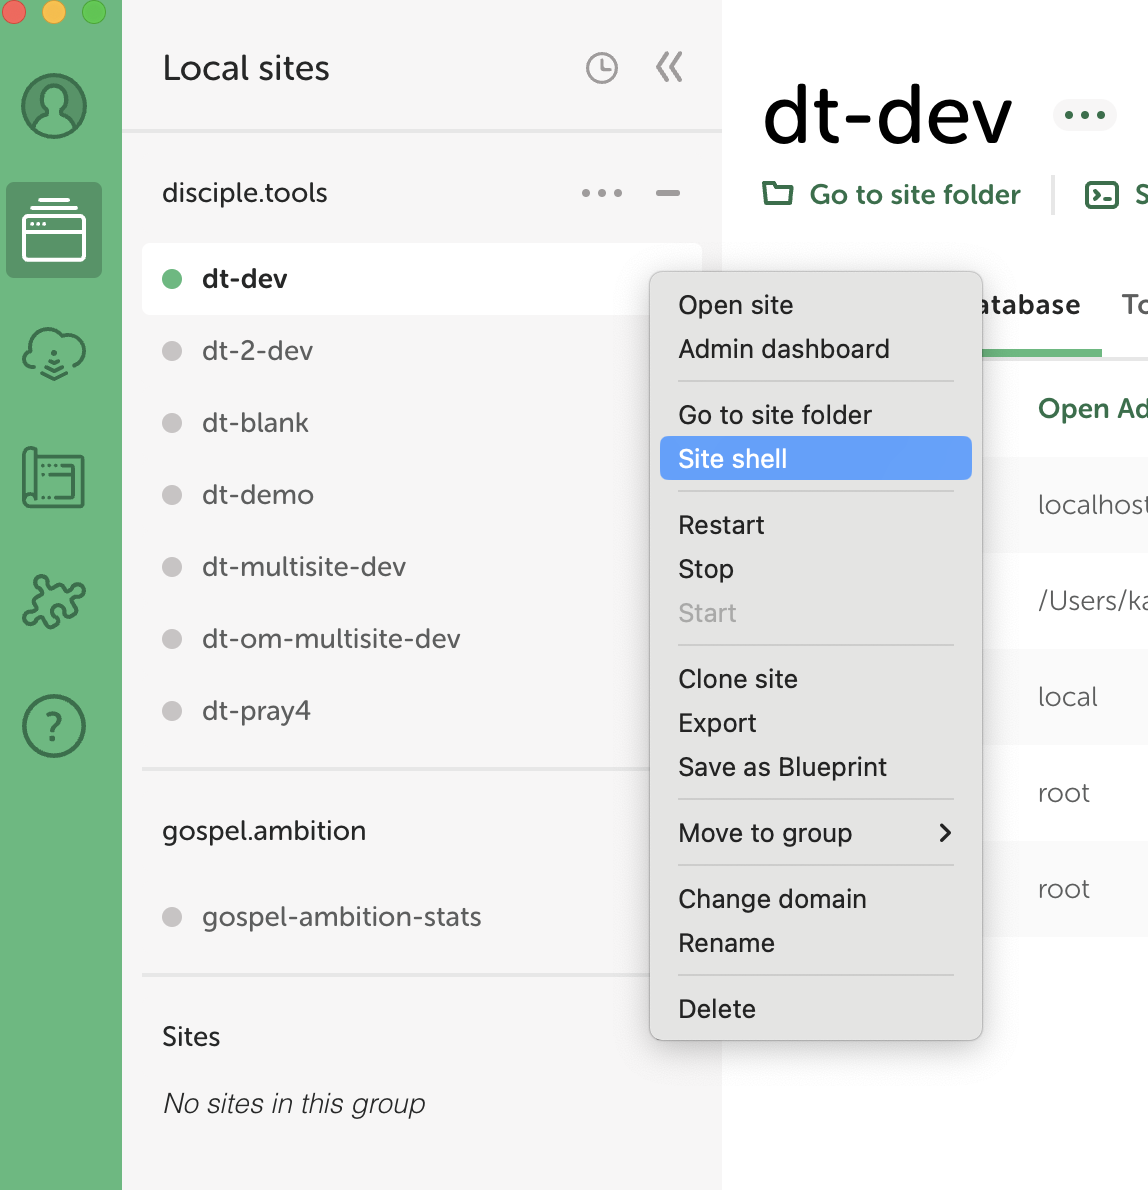 Local sites
disciple.tools
dt-dev
dt-2-dev
dt-blank
dt-demo
dt-multisite-dev
dt-om-multisite-dev
dt-pray4
gospel.ambition
gospel-ambition-stats
Sites
No sites in this group
dt-dev
Go to site folder
S
Open site
Admin dashboard
Go to site folder
Site shell
Restart
Stop
Start
Clone site
Export
Save as Blueprint
Move to group
Change domain
Rename
Delete
atabase
To
Open Ad
localhost
/Users/ka
local
root
root
?